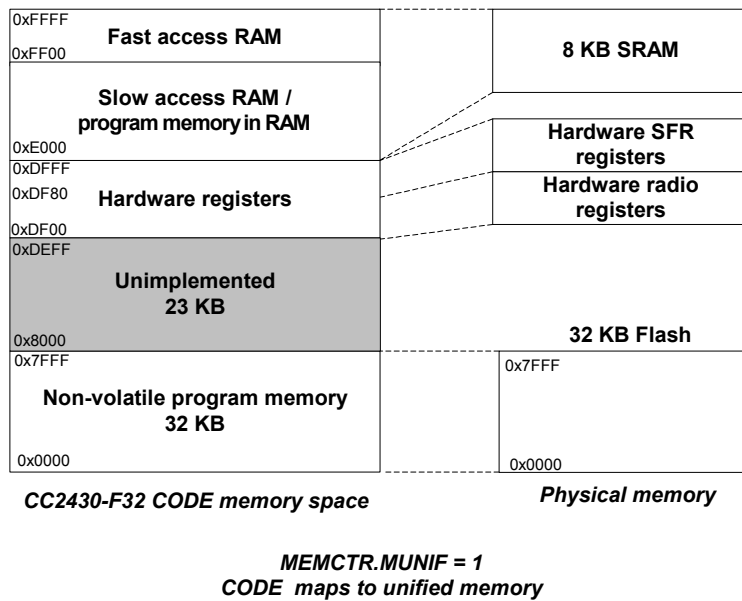 0xFFFF
Fast access RAM
0xFF00
8 KB SRAM
Slow access RAM /
program memory in RAM
0xE000
Hardware SFR
registers
0xDFFF
0xDF80
Hardware registers
0xDF00
Hardware radio
registers
0xDEFF
Unimplemented
23 KB
0x8000
32 KB Flash
0x7FFF
Non-volatile program memory
32 KB
0x0000
0x7FFF
0x0000
CC2430-F32 CODE memory space
Physical memory
MEMCTR.MUNIF = 1
CODE maps to unified memory